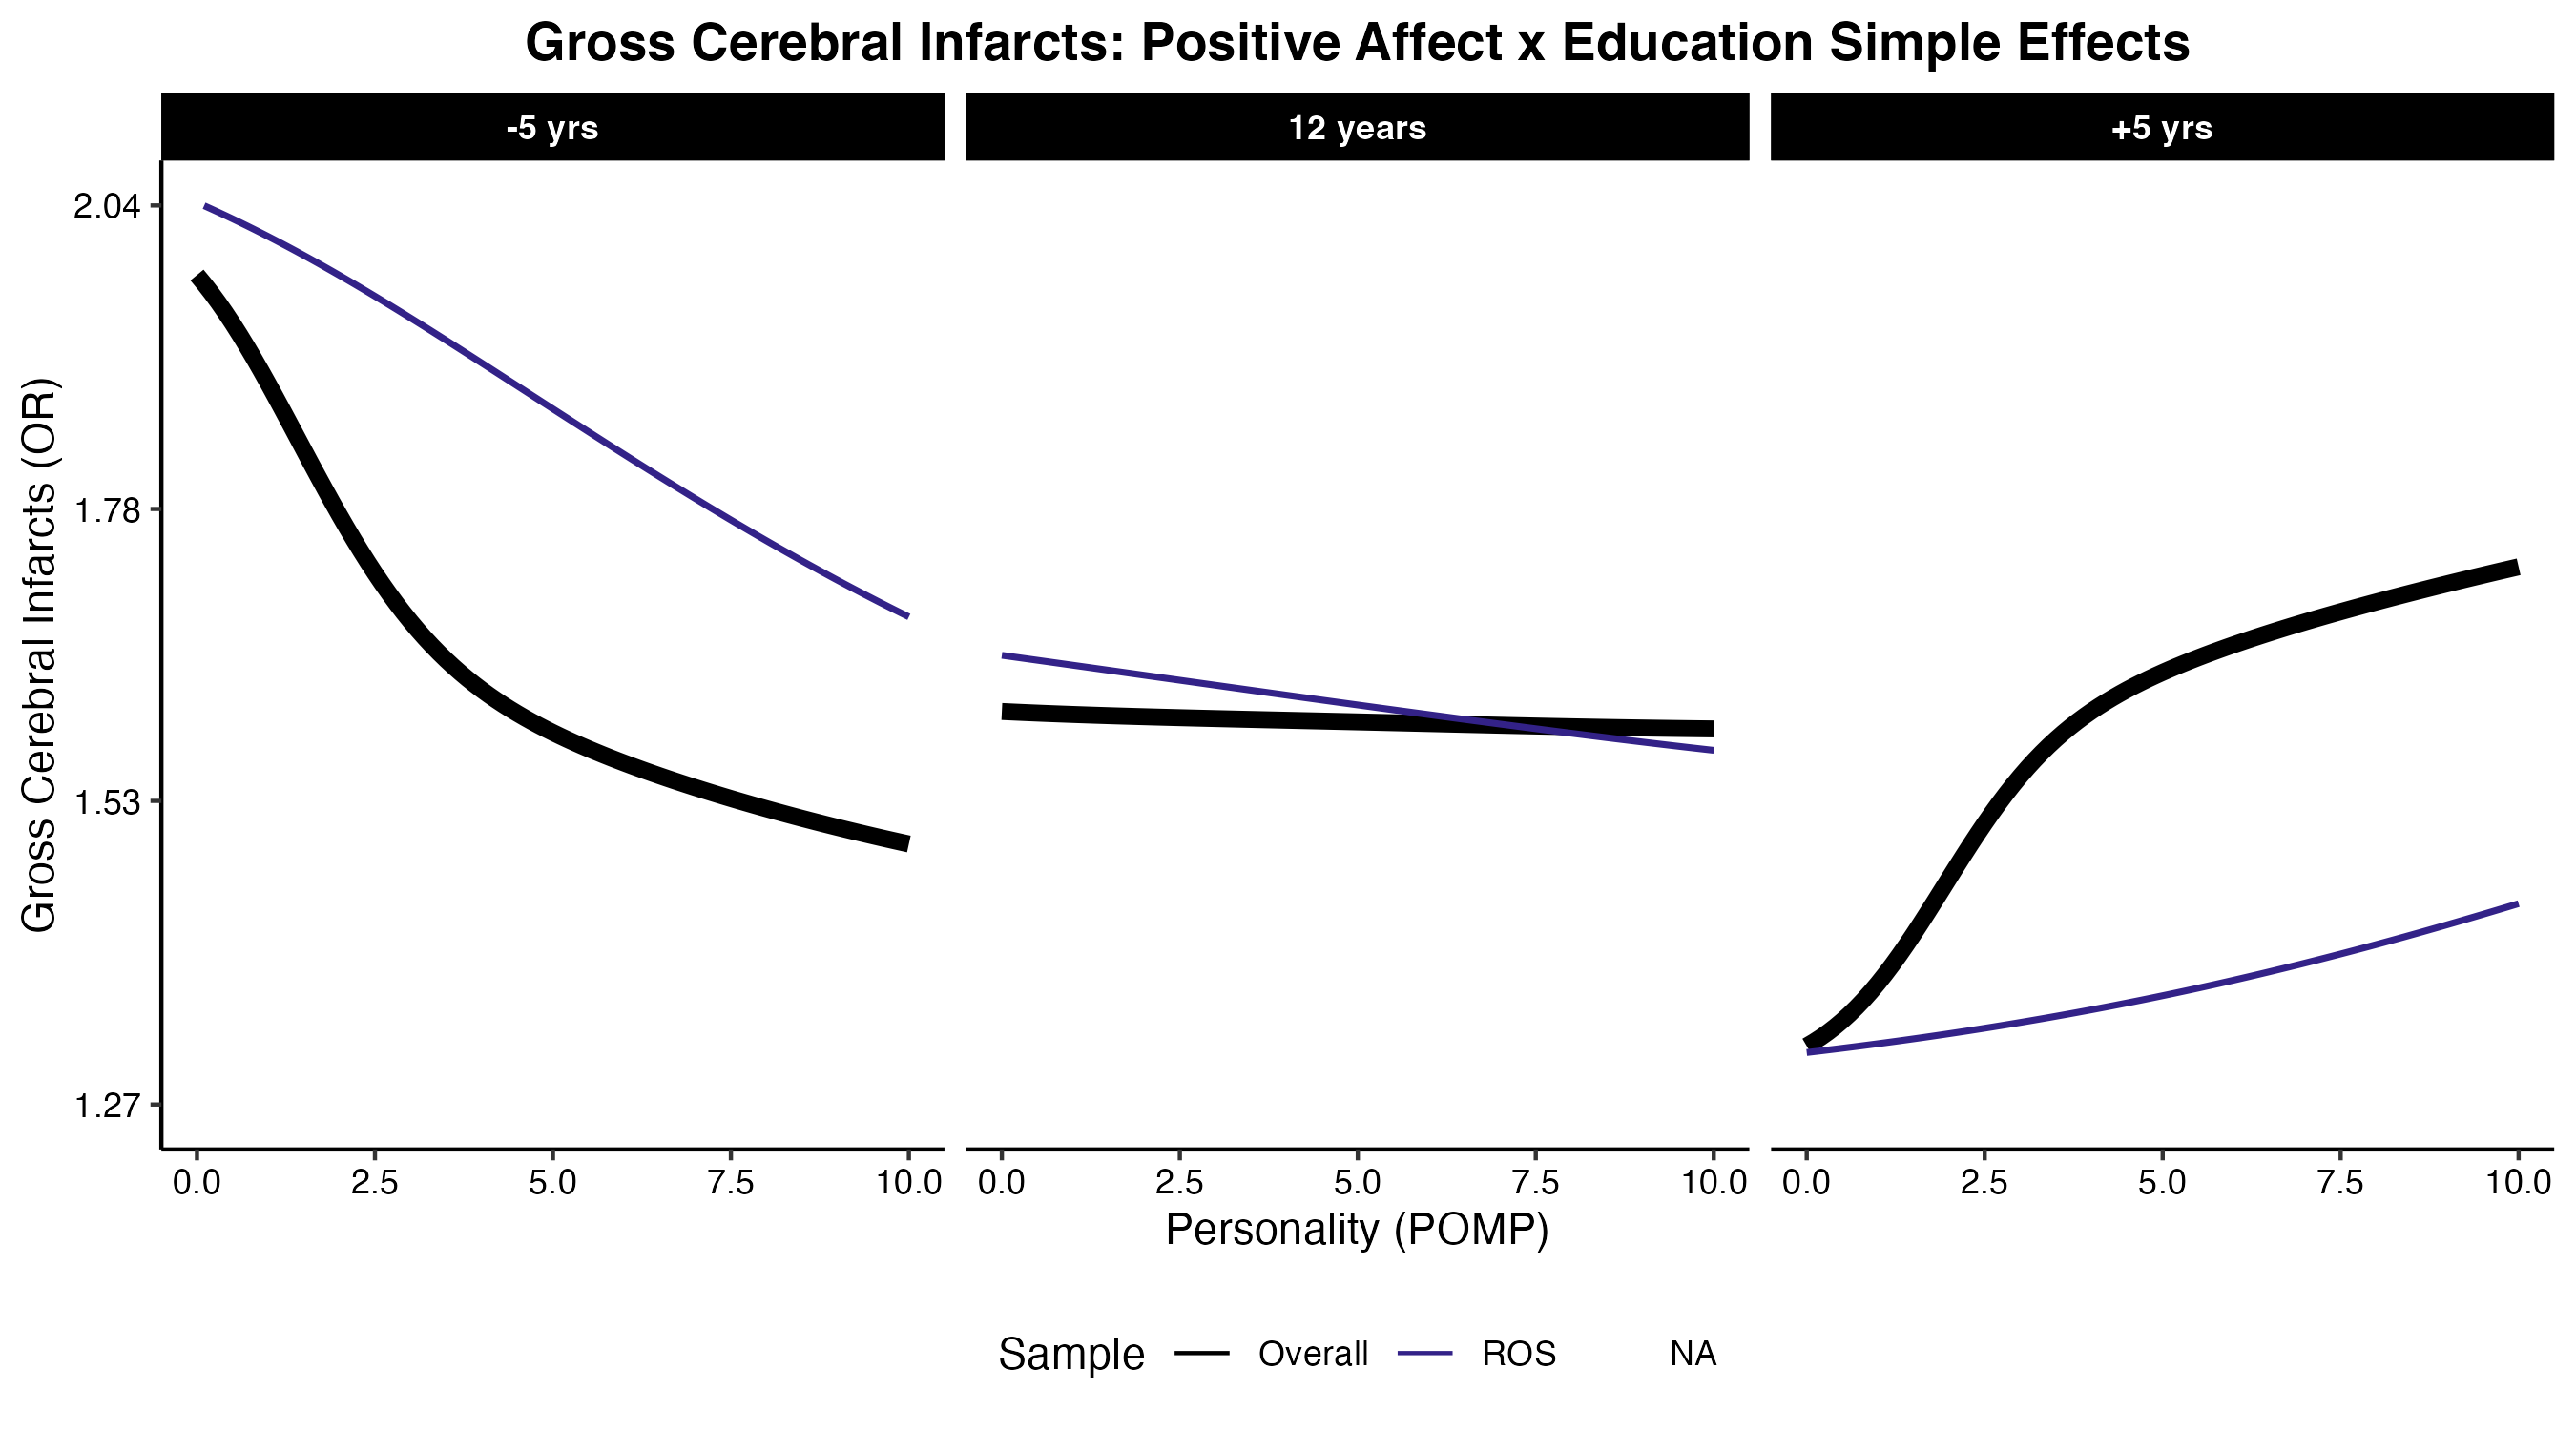 Gross Cerebral Infarcts: Positive Affect x Education Simple Effects
-5 yrs 12 years +5 yrs
Gross Cerebral Infarcts (OR)
2.04
1.78
1.53
1.27
0.0 2.5 5.0 7.5 10.0 0.0 2.5 5.0 7.5 10.0 0.0 2.5 5.0 7.5 10.0
Personality (POMP)
Sample Overall ROS NA